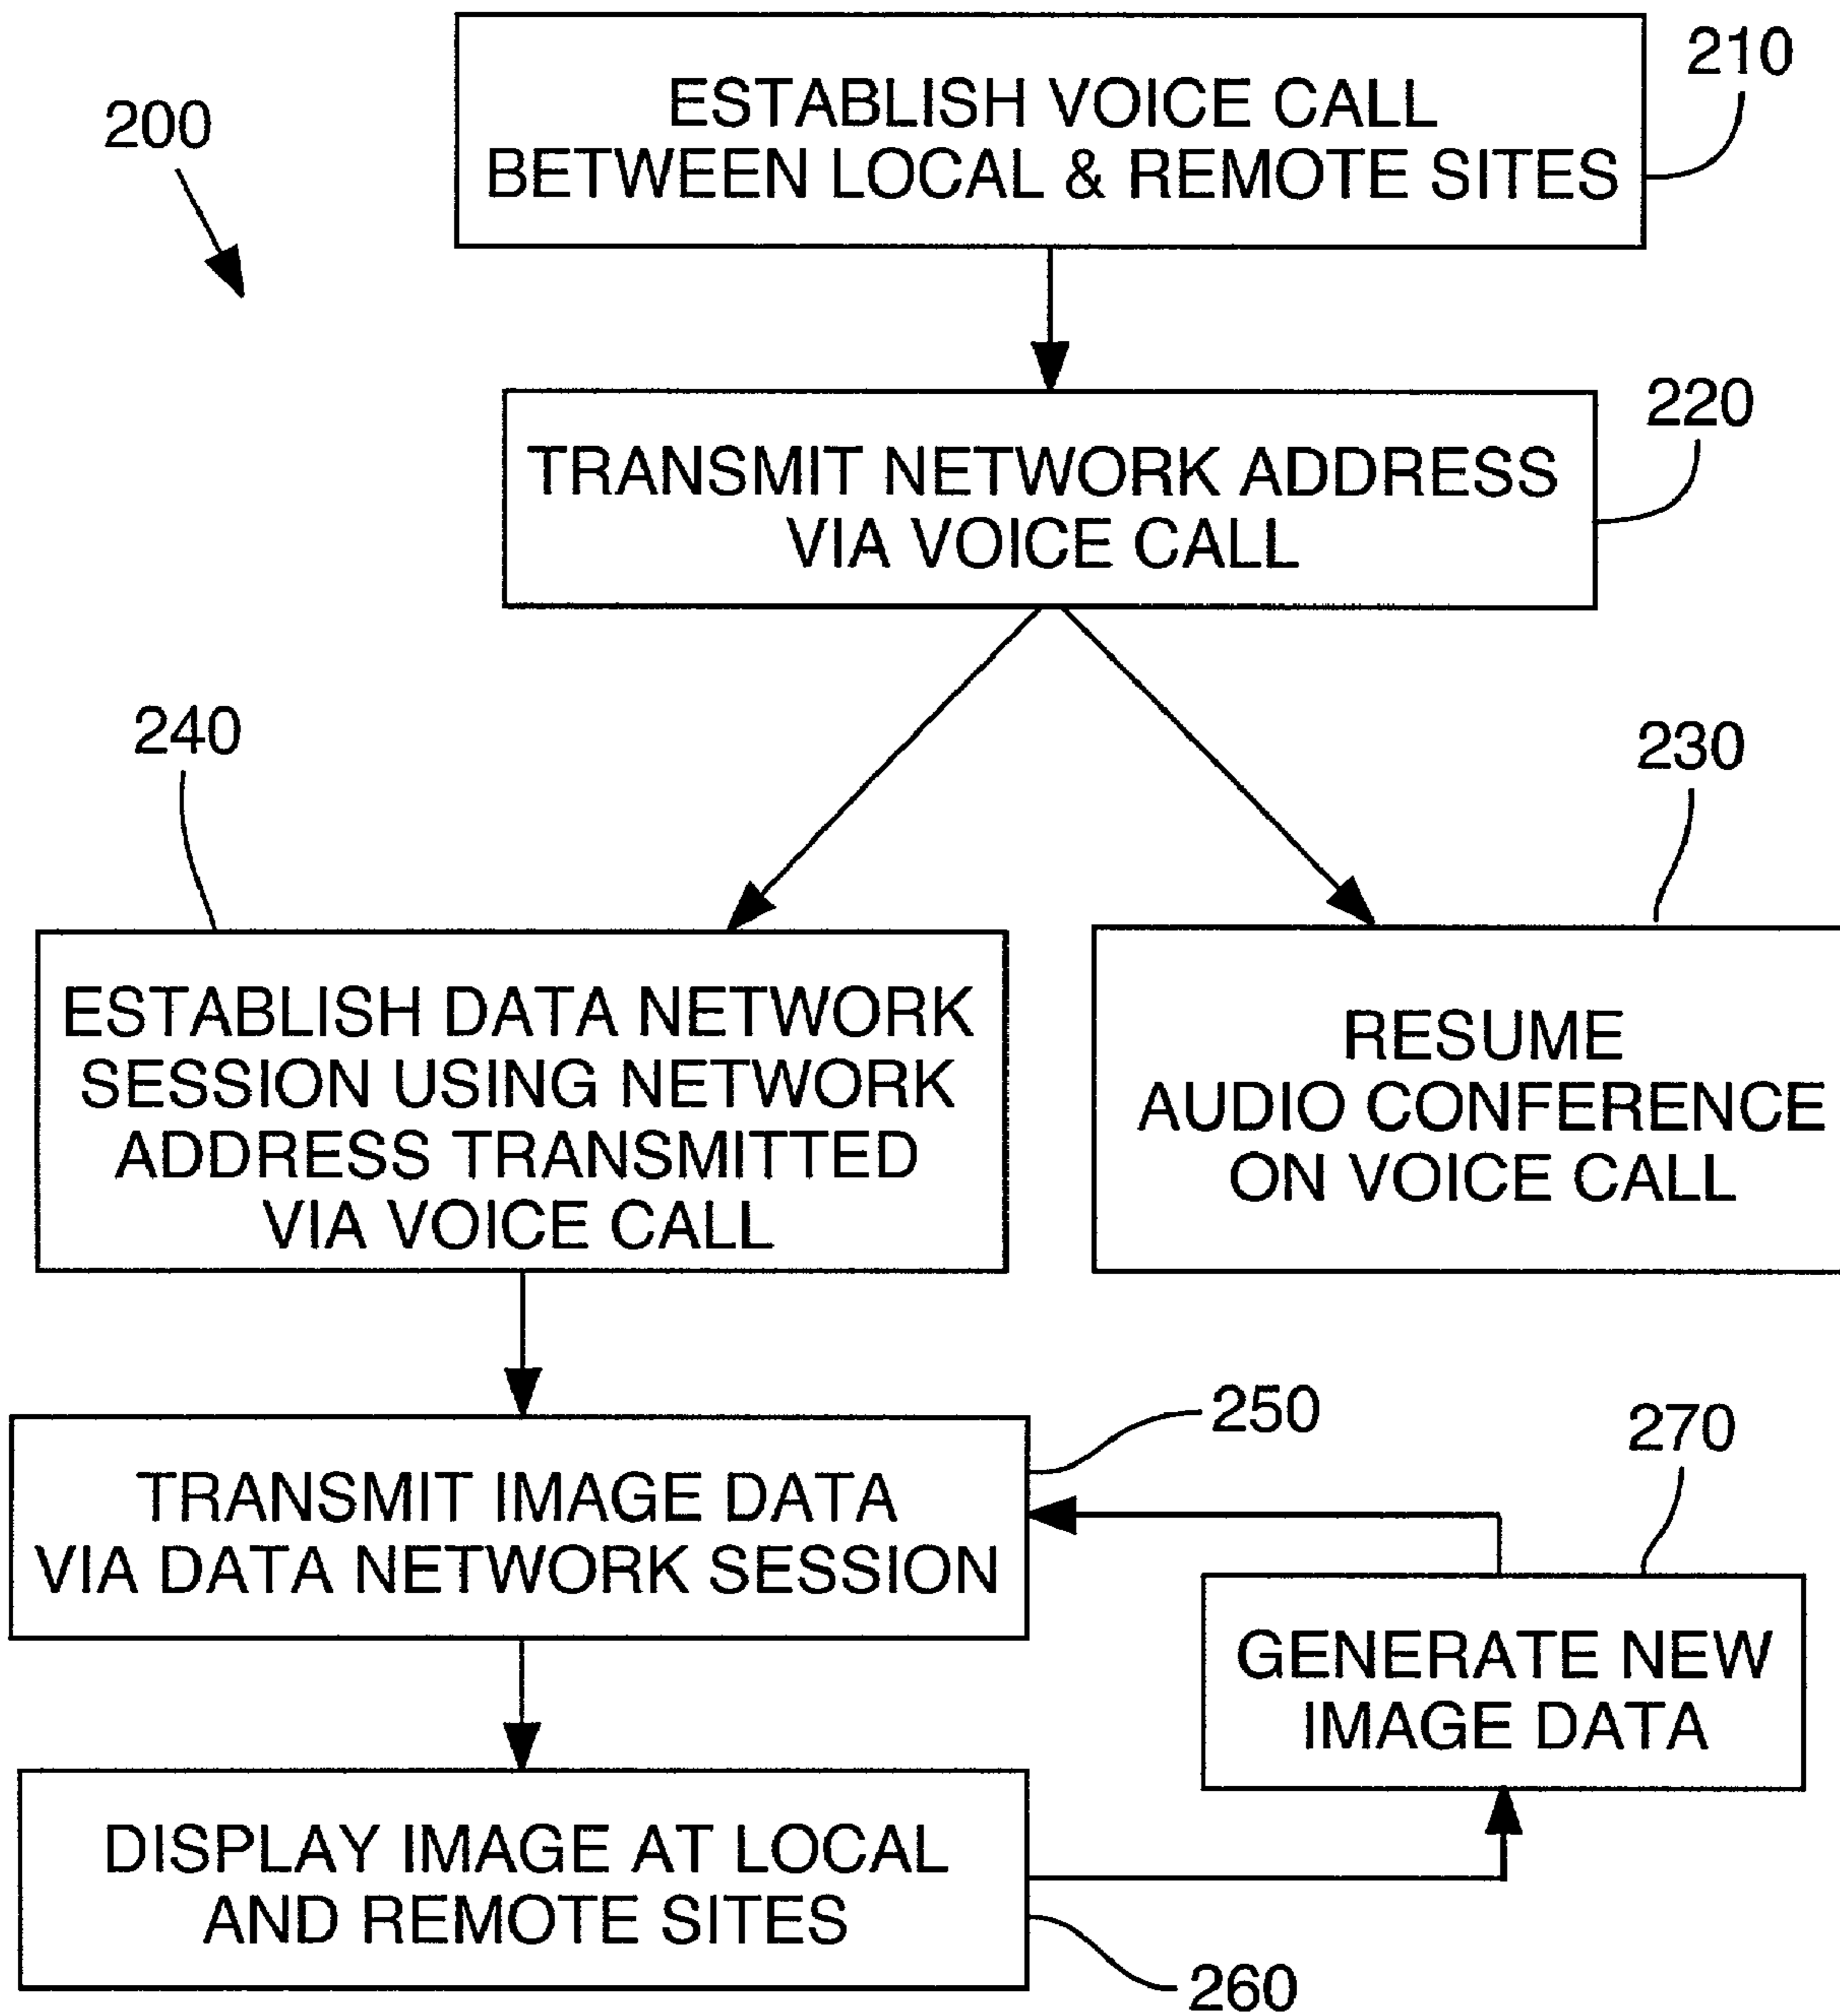 200
ESTABLISH VOICE CALL
BETWEEN LOCAL & REMOTE SITES
210
TRANSMIT NETWORK ADDRESS
VIA VOICE CALL
220
240
ESTABLISH DATA NETWORK
SESSION USING NETWORK
ADDRESS TRANSMITTED
VIA VOICE CALL
230
RESUME
AUDIO CONFERENCE
ON VOICE CALL
250
TRANSMIT IMAGE DATA
VIA DATA NETWORK SESSION
270
GENERATE NEW
IMAGE DATA
DISPLAY IMAGE AT LOCAL
AND REMOTE SITES
260